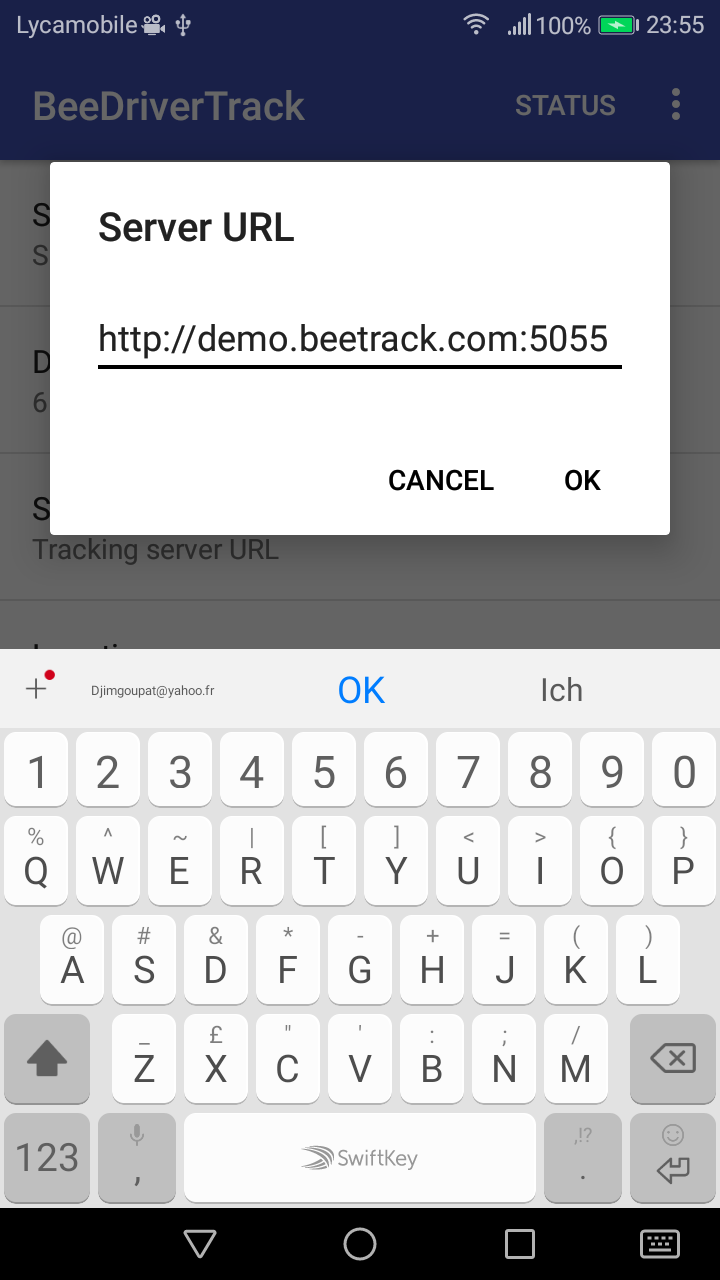 Lycamobile 100% 23:55
BeeDriverTrack STATUS
S
S
Server URL
http://demo.beetrack.com:5055
D
6
CANCEL OK
S
Tracking server URL
+ Djimgoupat@yahoo.fr OK Ich
1 2 3 4 5 6 7 8 9 0
% ^ ~ | [ ] < > { }
Q W E R T Y U I O P
@ # & * - + = ( )
A S D F G H J K L
_ £ " ' : ; /
Z X C V B N M
,!?
123 , SwiftKey .